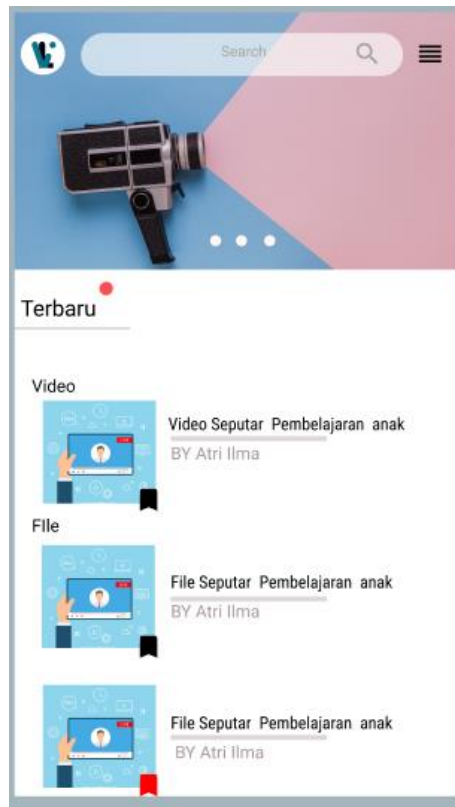 Search
Terbaru
Video
Video Seputar Pembelajaran anak
BY Atri Ilma
FIle
File Seputar Pembelajaran anak
BY Atri Ilma
File Seputar Pembelajaran anak
BY Atri Ilma